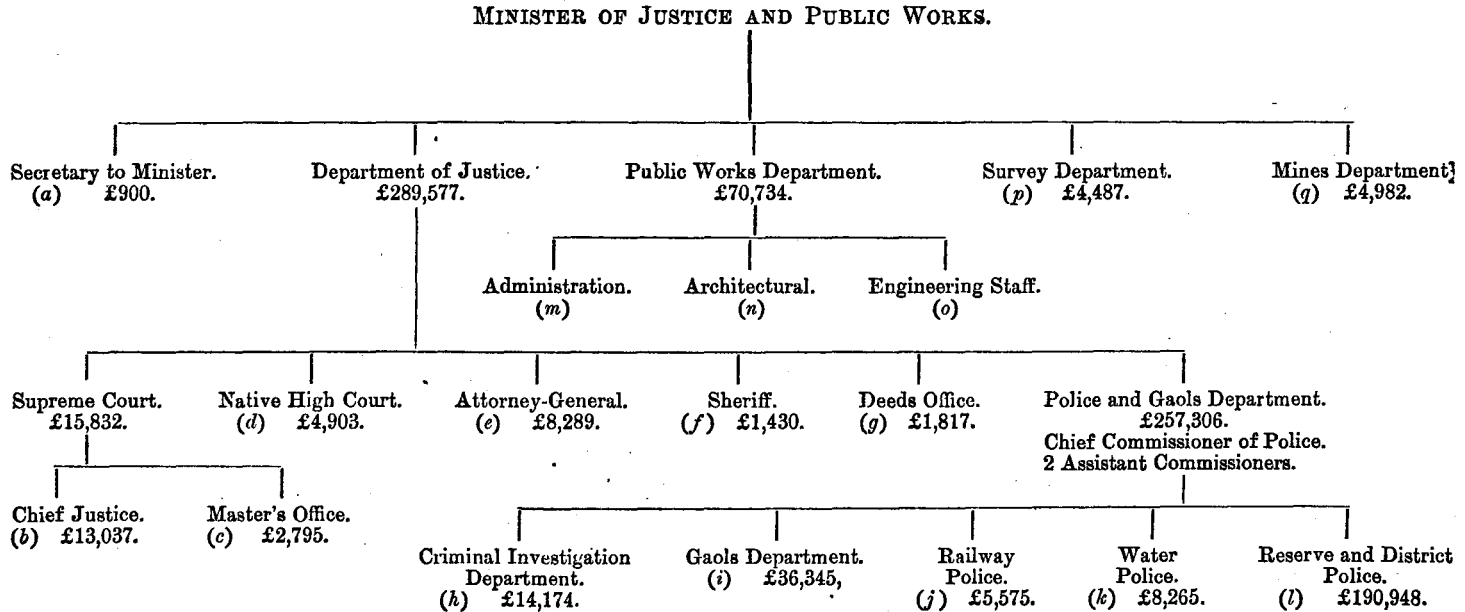 MINISTER OF JUSTICE AND PUBLIC WORKS.
Secretary to Minister.
(a) £900.
Department of Justice.
£289,577.
Public Works Department.
£70,734.
Survey Department.
(p) £4,487.
Mines Department
(q) £4,982.
Administration.
(m)
Architectural.
(n)
Engineering Staff.
(o)
Supreme Court.
£15,832.
Native High Court.
(d) £4,903.
Attorney-General.
(e) £8,289.
Sheriff.
(f) £1,430.
Deeds Office.
(g) £1,817.
Police and Gaols Department.
£257,306.
Chief Commissioner of Police.
2 Assistant Commissioners.
Chief Justice.
(b) £13,037.
Master's Office.
(c) £2,795.
Criminal Investigation
Department.
(h) £14,174.
Gaols Department.
(i) £36,345,
Railway
Police.
(j) £5,575.
Water
Police.
(k) £8,265.
Reserve and District
Police.
(l) £190,948.